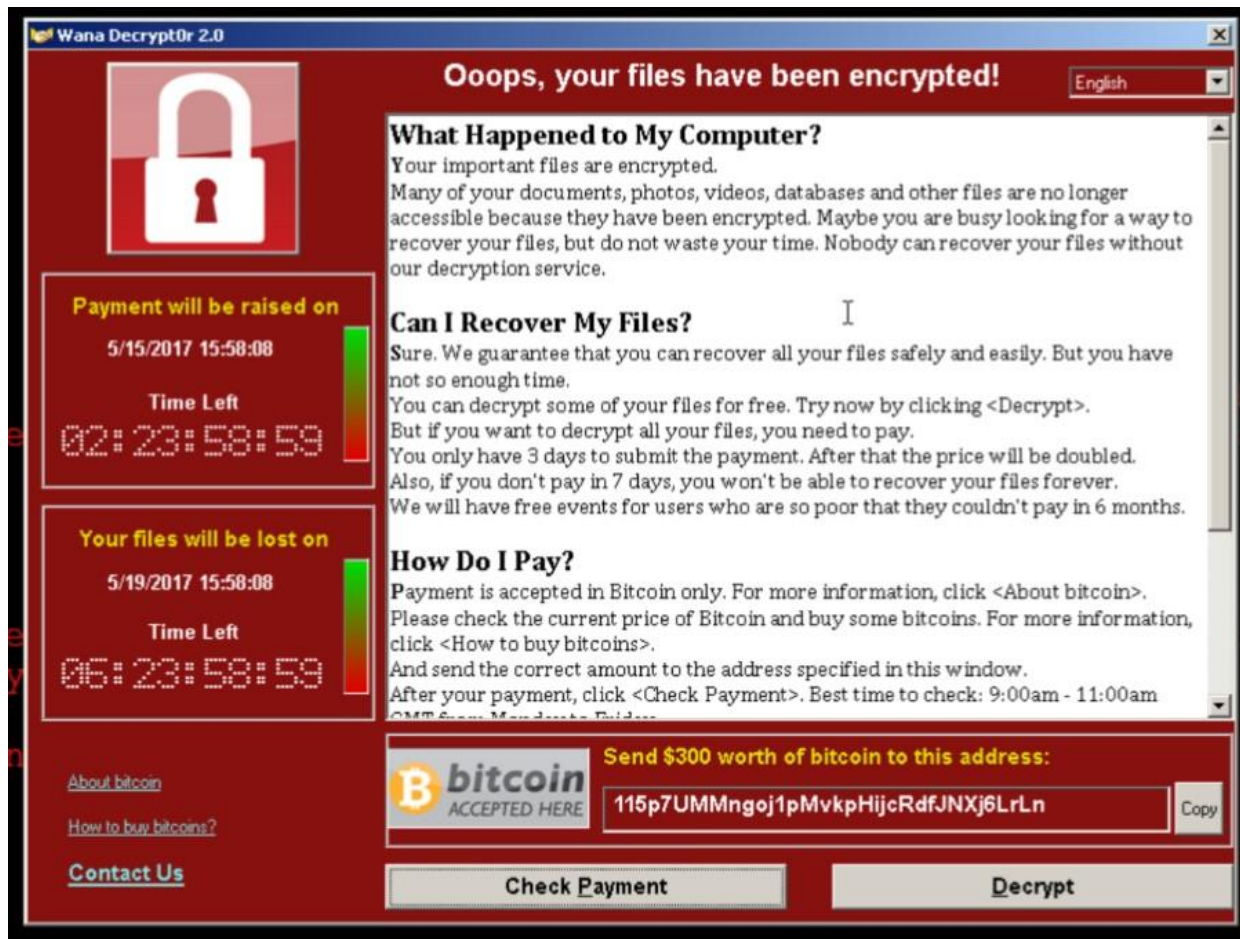 Wana Decrypt0r 2.0
Ooops, your files have been encrypted!
English
What Happened to My Computer?
Your important files are encrypted.
Many of your documents, photos, videos, databases and other files are no longer
accessible because they have been encrypted. Maybe you are busy looking for a way to
recover your files, but do not waste your time. Nobody can recover your files without
our decryption service.
Can I Recover My Files?
Sure. We guarantee that you can recover all your files safely and easily. But you have
not so enough time.
You can decrypt some of your files for free. Try now by clicking <Decrypt>.
But if you want to decrypt all your files, you need to pay.
You only have 3 days to submit the payment. After that the price will be doubled.
Also, if you don't pay in 7 days, you won't be able to recover your files forever.
We will have free events for users who are so poor that they couldn't pay in 6 months.
How Do I Pay?
Payment is accepted in Bitcoin only. For more information, click <About bitcoin>.
Please check the current price of Bitcoin and buy some bitcoins. For more information,
click <How to buy bitcoins>.
And send the correct amount to the address specified in this window.
After your payment, click <Check Payment>. Best time to check: 9:00am - 11:00am
GMT from Monday to Friday
Payment will be raised on
5/15/2017 15:58:08
Time Left
02:23:58:59
Your files will be lost on
5/19/2017 15:58:08
Time Left
06:23:58:59
About bitcoin
How to buy bitcoins?
Contact Us
bitcoin
ACCEPTED HERE
Send $300 worth of bitcoin to this address:
115p7UMMngoj1pMvkpHijcRdfJNXj6LrLn
Copy
Check Payment
Decrypt